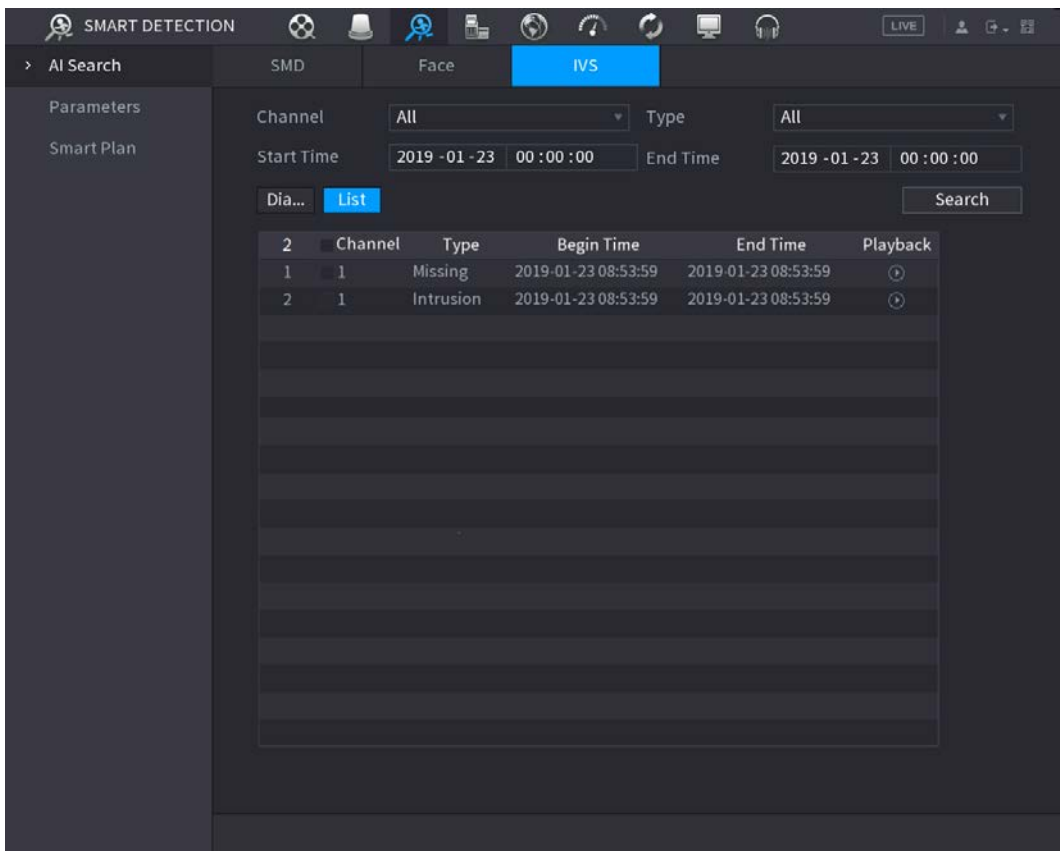 SMART DETECTION LIVE
AI Search SMD Face IVS
Parameters
Smart Plan
Channel All Type All
Start Time 2019 -01 -23 00 :00 :00 End Time 2019 -01 -23 00 :00 :00
Dia... List Search
2 Channel Type Begin Time End Time Playback
1 1 Missing 2019-01-23 08:53:59 2019-01-23 08:53:59
2 1 Intrusion 2019-01-23 08:53:59 2019-01-23 08:53:59